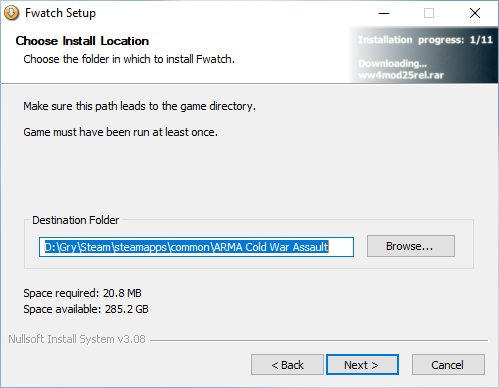 Fwatch Setup
Choose Install Location
Choose the folder in which to install Fwatch.
Installation progress: 1/11
Downloading...
ww4mod25rel.rar
Make sure this path leads to the game directory.
Game must have been run at least once.
Destination Folder
D:\Gry\Steam\steamapps\common\ARMA Cold War Assault
Browse...
Space required: 20.8 MB
Space available: 285.2 GB
Nullsoft Install System v3.08
< Back
Next >
Cancel